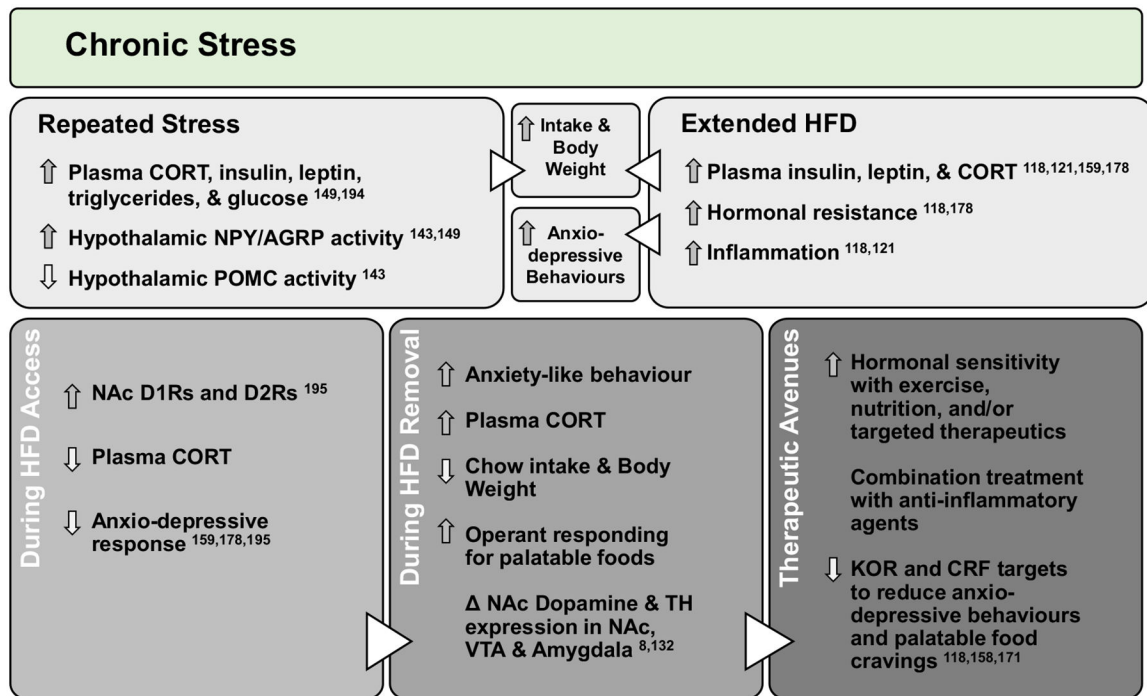 Chronic Stress
Repeated Stress
⇧ Plasma CORT, insulin, leptin,
triglycerides, & glucose 149,194
⇧ Hypothalamic NPY/AGRP activity 143,149
⇩ Hypothalamic POMC activity 143
⇧ Intake &
Body
Weight
⇧ Anxio-
depressive
Behaviours
Extended HFD
⇧ Plasma insulin, leptin, & CORT 118,121,159,178
⇧ Hormonal resistance 118,178
⇧ Inflammation 118,121
During HFD Access
⇧ NAc D1Rs and D2Rs 195
⇩ Plasma CORT
⇩ Anxio-depressive
response 159,178,195
During HFD Removal
⇧ Anxiety-like behaviour
⇧ Plasma CORT
⇩ Chow intake & Body
Weight
⇧ Operant responding
for palatable foods
Δ NAc Dopamine & TH
expression in NAc,
VTA & Amygdala 8,132
Therapeutic Avenues
⇧ Hormonal sensitivity
with exercise,
nutrition, and/or
targeted therapeutics
Combination treatment
with anti-inflammatory
agents
⇩ KOR and CRF targets
to reduce anxio-
depressive behaviours
and palatable food
cravings 118,158,171